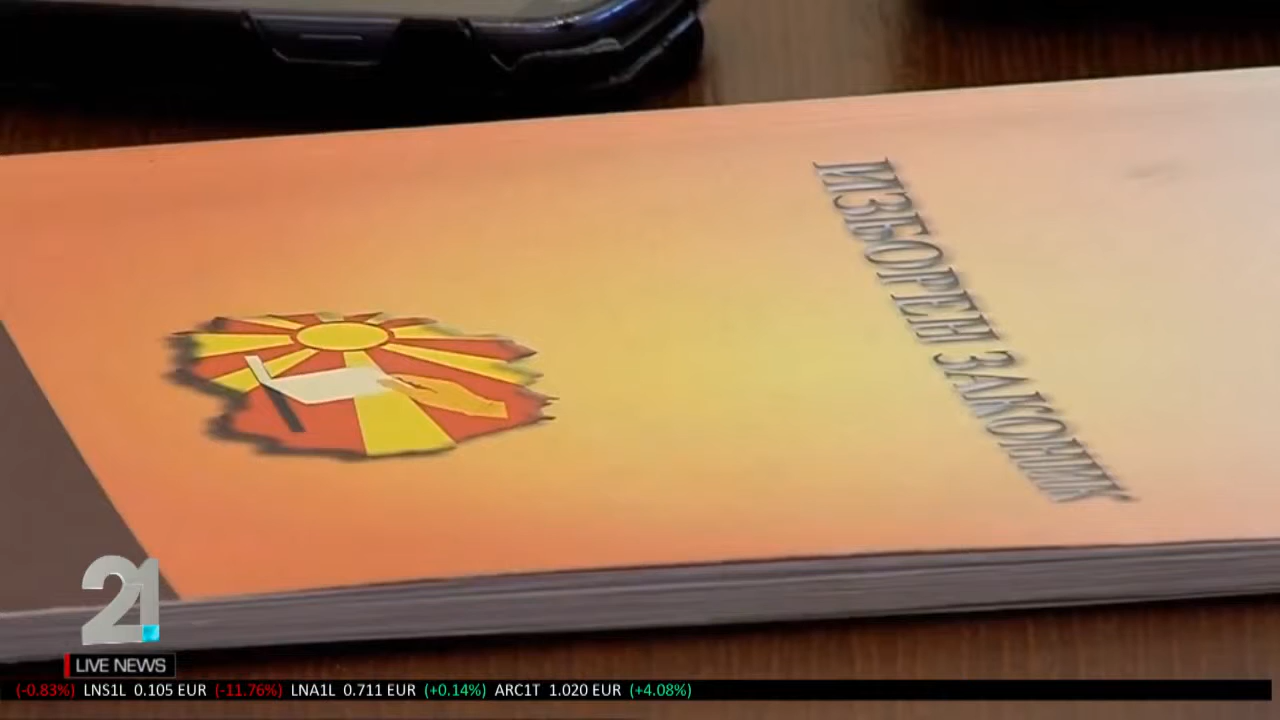 ИЗБОРЕН ЗАКОНИК
21
LIVE NEWS
(-0.83%) LNS1L 0.105 EUR (-11.76%) LNA1L 0.711 EUR (+0.14%) ARC1T 1.020 EUR (+4.08%)